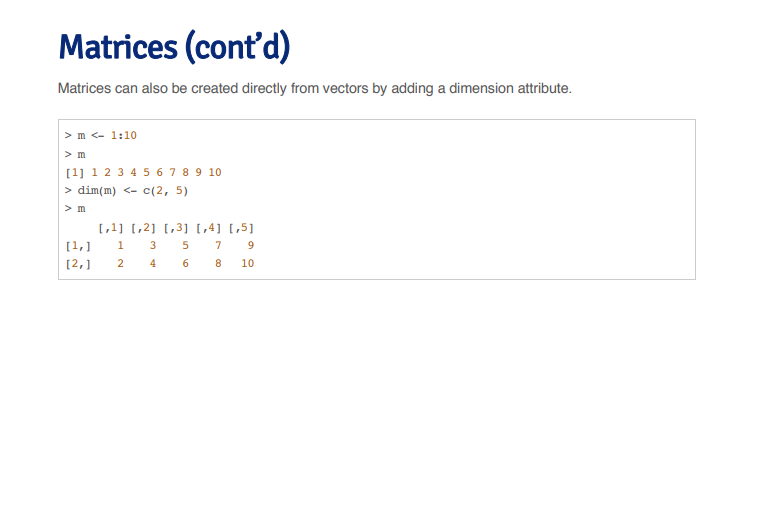 Matrices (cont’d)
Matrices can also be created directly from vectors by adding a dimension attribute.
> m <- 1:10
> m
[1] 1 2 3 4 5 6 7 8 9 10
> dim(m) <- c(2, 5)
> m
     [,1] [,2] [,3] [,4] [,5]
[1,]    1    3    5    7    9
[2,]    2    4    6    8   10